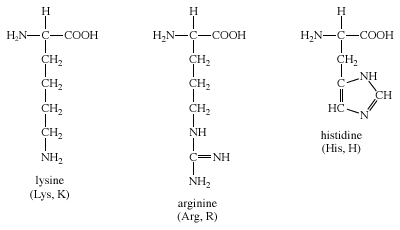 H
H₂N—C—COOH
CH₂
CH₂
CH₂
CH₂
NH₂
lysine
(Lys, K)
H
H₂N—C—COOH
CH₂
CH₂
CH₂
NH
C=NH
NH₂
arginine
(Arg, R)
H
H₂N—C—COOH
CH₂
C
NH
CH
HC
N
histidine
(His, H)